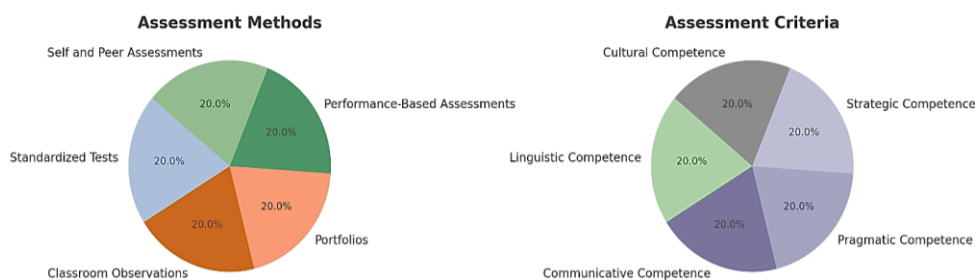 Assessment Methods
Self and Peer Assessments
20.0%
Performance-Based Assessments
20.0%
Standardized Tests
20.0%
20.0%
Portfolios
20.0%
Classroom Observations
Assessment Criteria
Cultural Competence
20.0%
Strategic Competence
20.0%
Linguistic Competence
20.0%
20.0%
Pragmatic Competence
20.0%
Communicative Competence